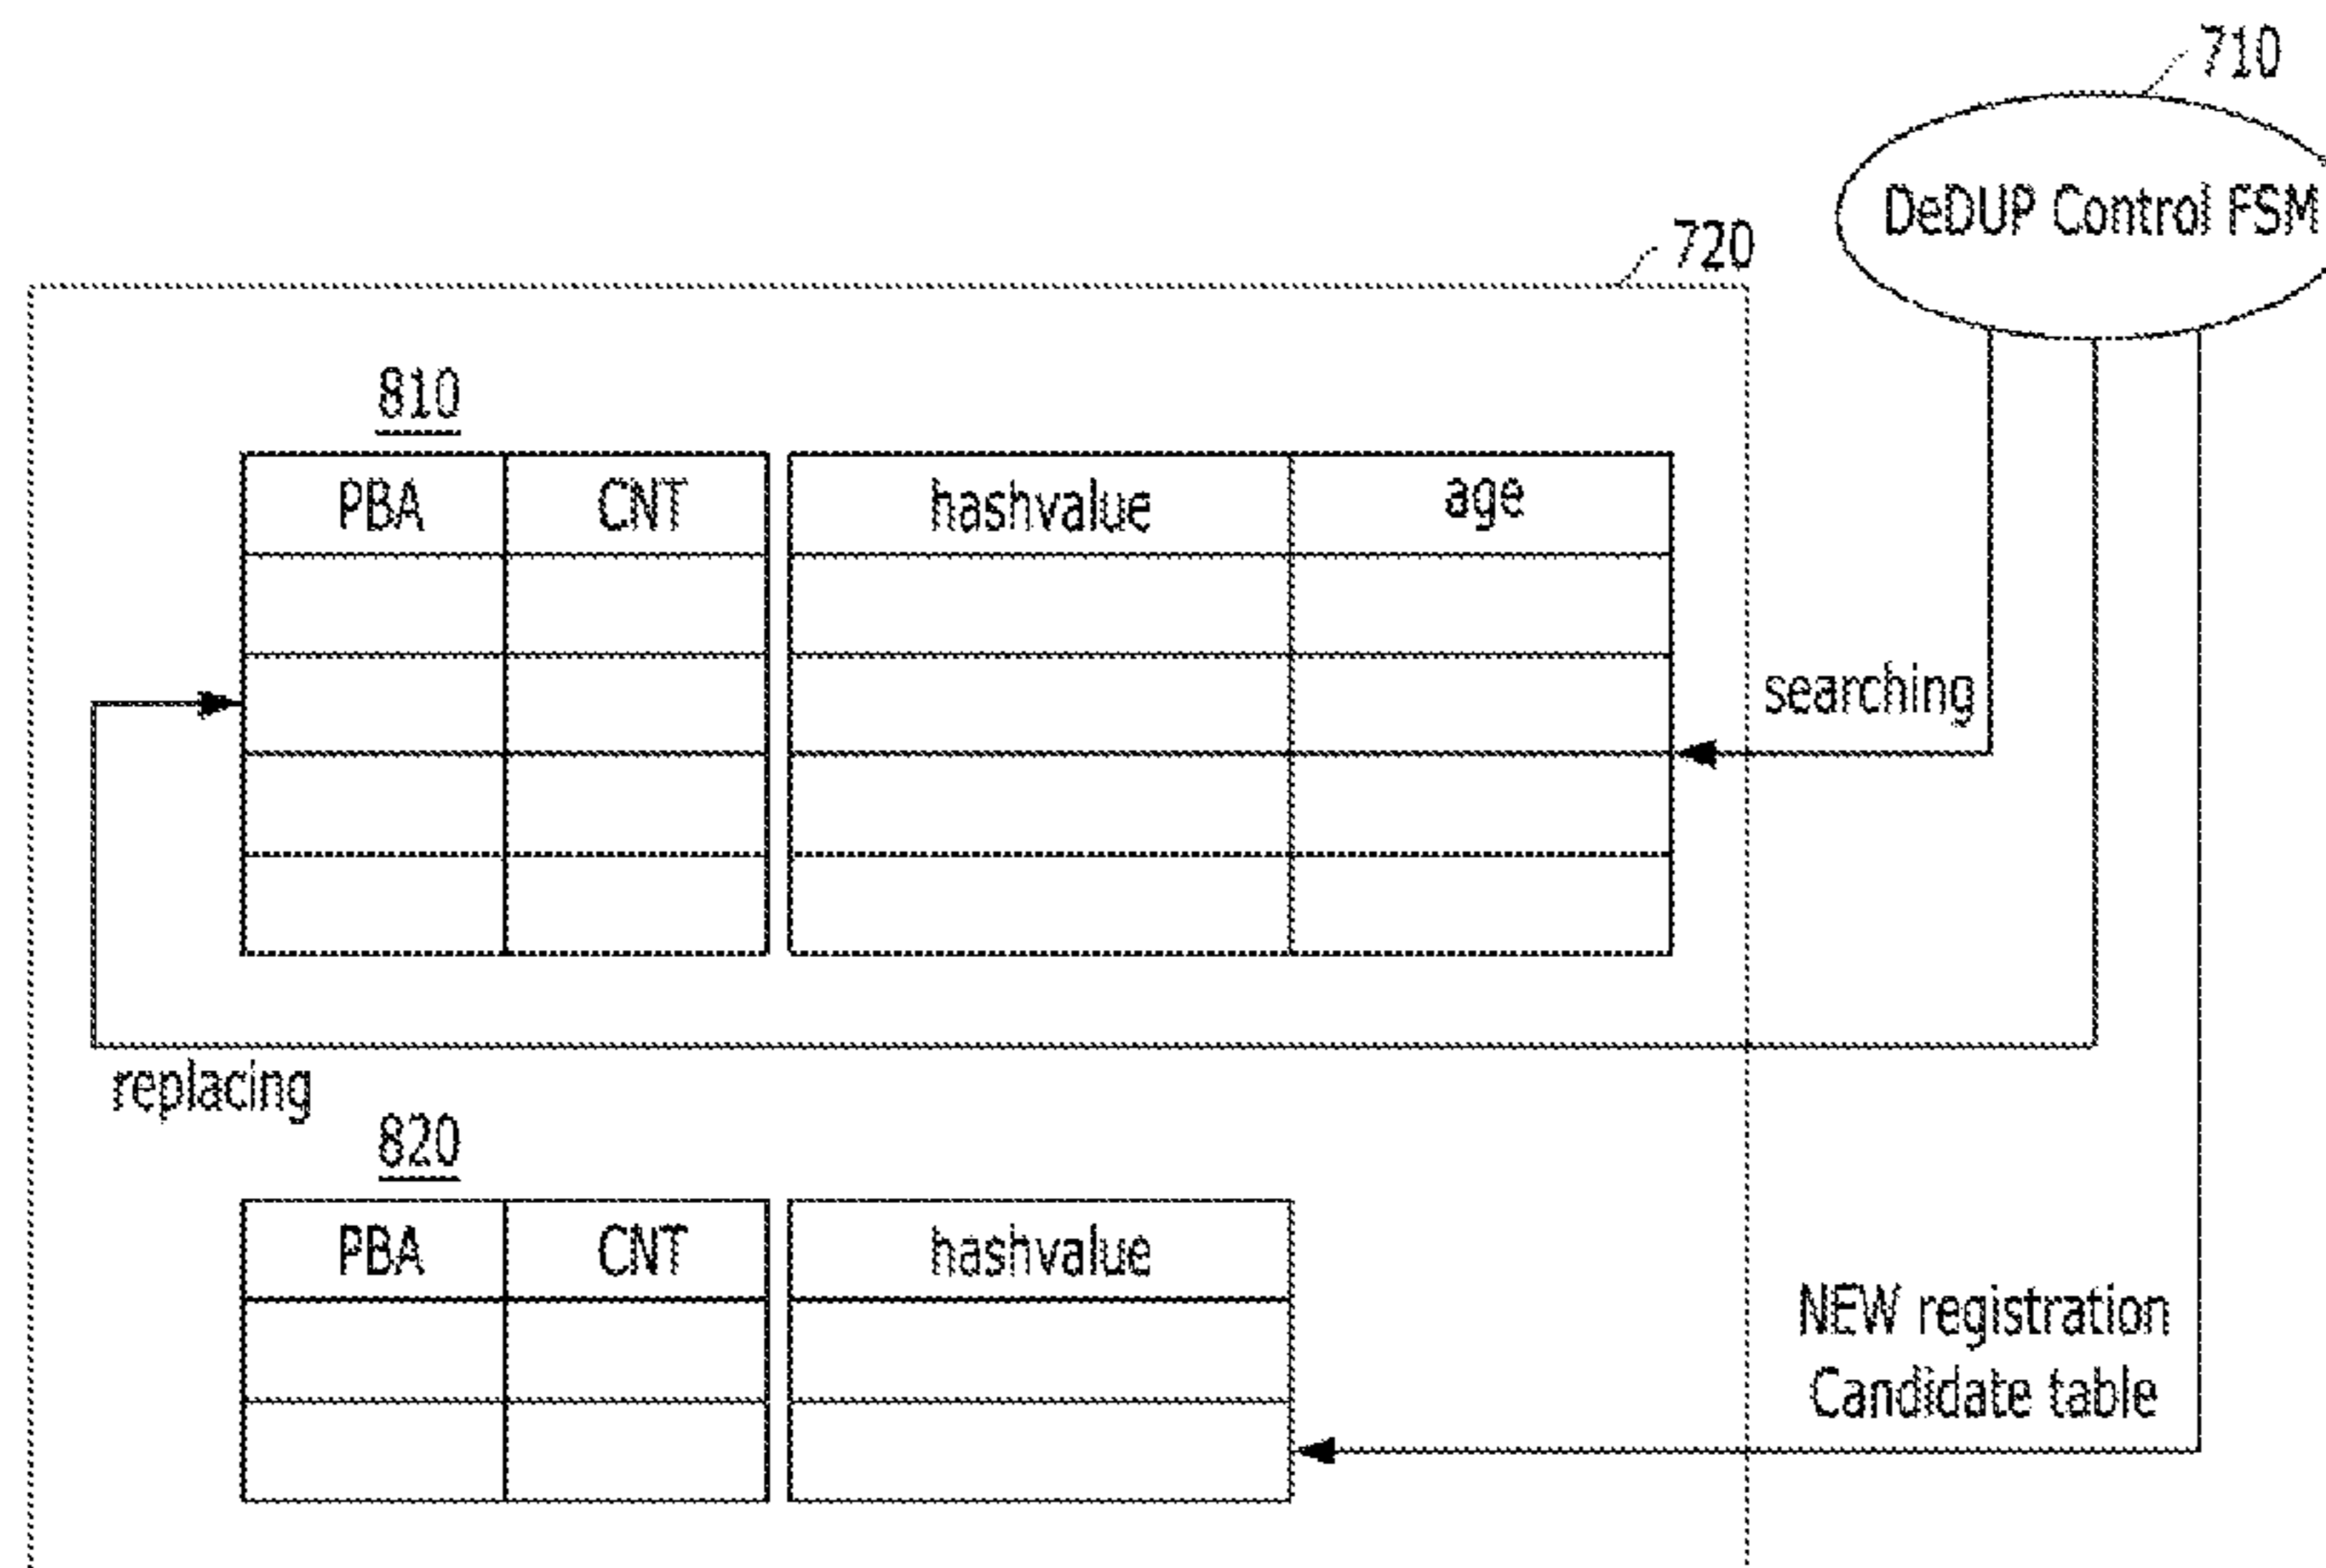 710
DeDUP Control FSM
720
810
PBA CNT hashvalue age
searching
replacing
820
PBA CNT hashvalue
NEW registration
Candidate table